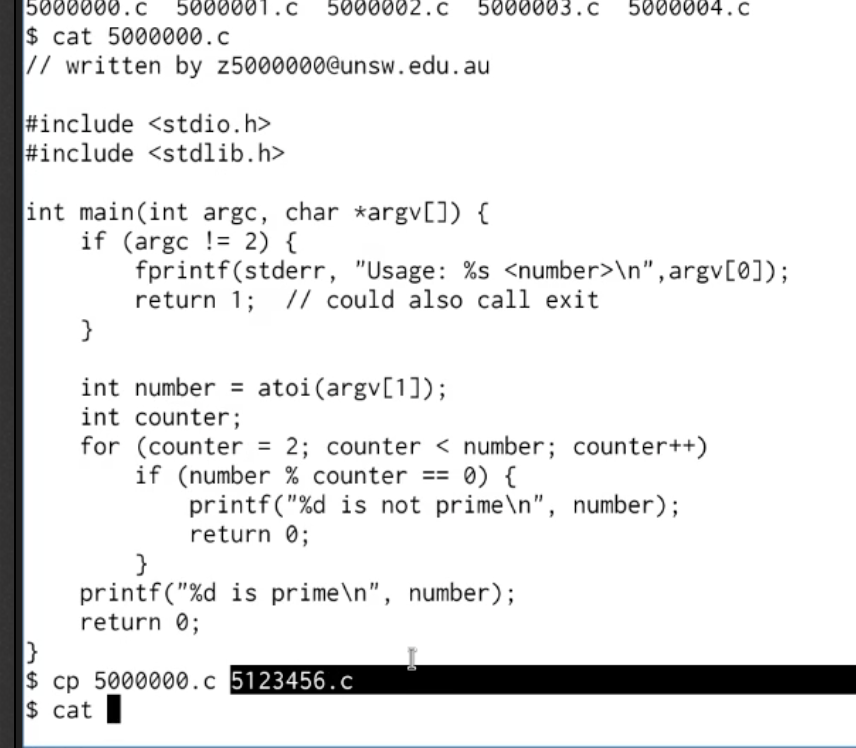 5000000.c  5000001.c  5000002.c  5000003.c  5000004.c
$ cat 5000000.c
// written by z5000000@unsw.edu.au

#include <stdio.h>
#include <stdlib.h>

int main(int argc, char *argv[]) {
    if (argc != 2) {
        fprintf(stderr, "Usage: %s <number>\n",argv[0]);
        return 1;  // could also call exit
    }

    int number = atoi(argv[1]);
    int counter;
    for (counter = 2; counter < number; counter++)
        if (number % counter == 0) {
            printf("%d is not prime\n", number);
            return 0;
        }
    printf("%d is prime\n", number);
    return 0;
}
$ cp 5000000.c 5123456.c
$ cat